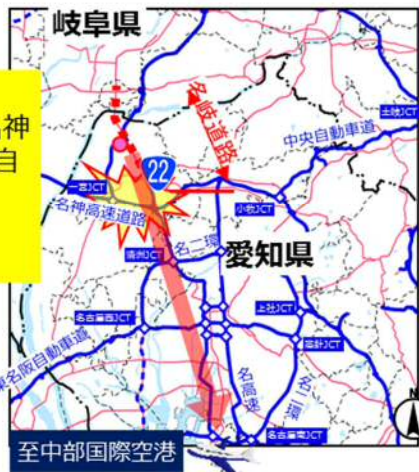 岐阜県
名神
自
名岐道路
22
土岐JCT
中央自動車道
一宮JCT
名神高速道路
小牧JCT
清洲JCT
名二環
愛知県
名古屋西JCT
上社JCT
高針JCT
東名阪自動車道
名高速
名二環
名古屋南JCT
N
至中部国際空港